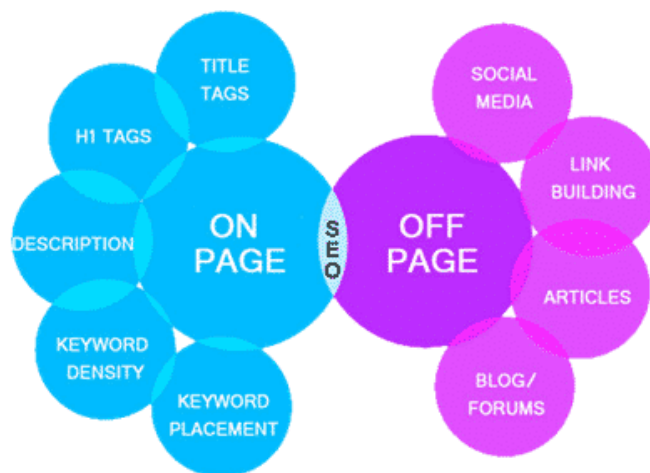 TITLE
TAGS
H1 TAGS
DESCRIPTION
KEYWORD
DENSITY
KEYWORD
PLACEMENT
ON
PAGE
SEO
OFF
PAGE
SOCIAL
MEDIA
LINK
BUILDING
ARTICLES
BLOG/
FORUMS